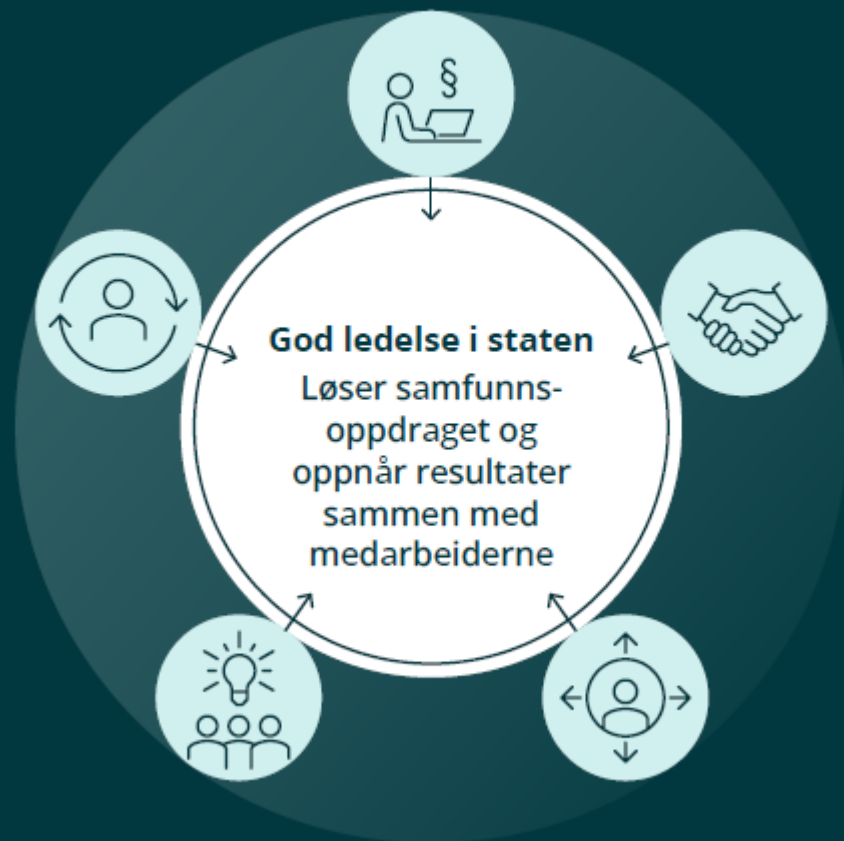 §
God ledelse i staten
Løser samfunns-
oppdraget og
oppnår resultater
sammen med
medarbeiderne